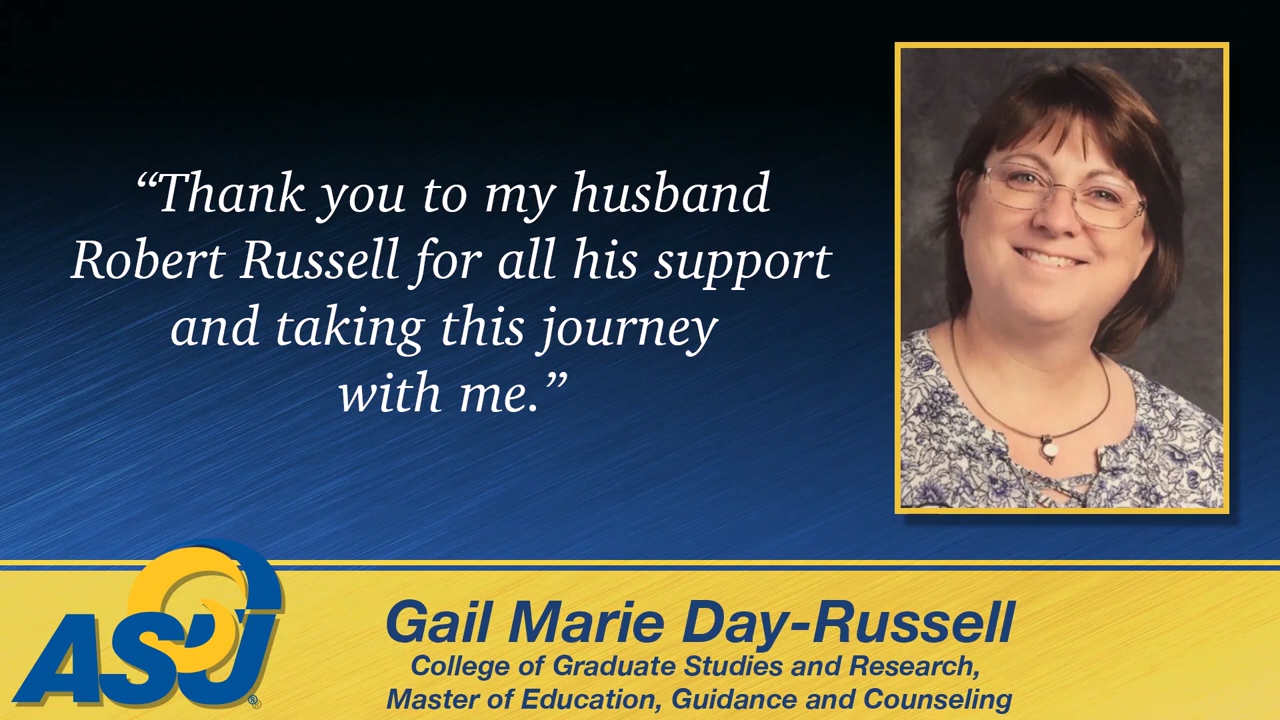 “Thank you to my husband
Robert Russell for all his support
and taking this journey
with me.”
ASU®
Gail Marie Day-Russell
College of Graduate Studies and Research,
Master of Education, Guidance and Counseling